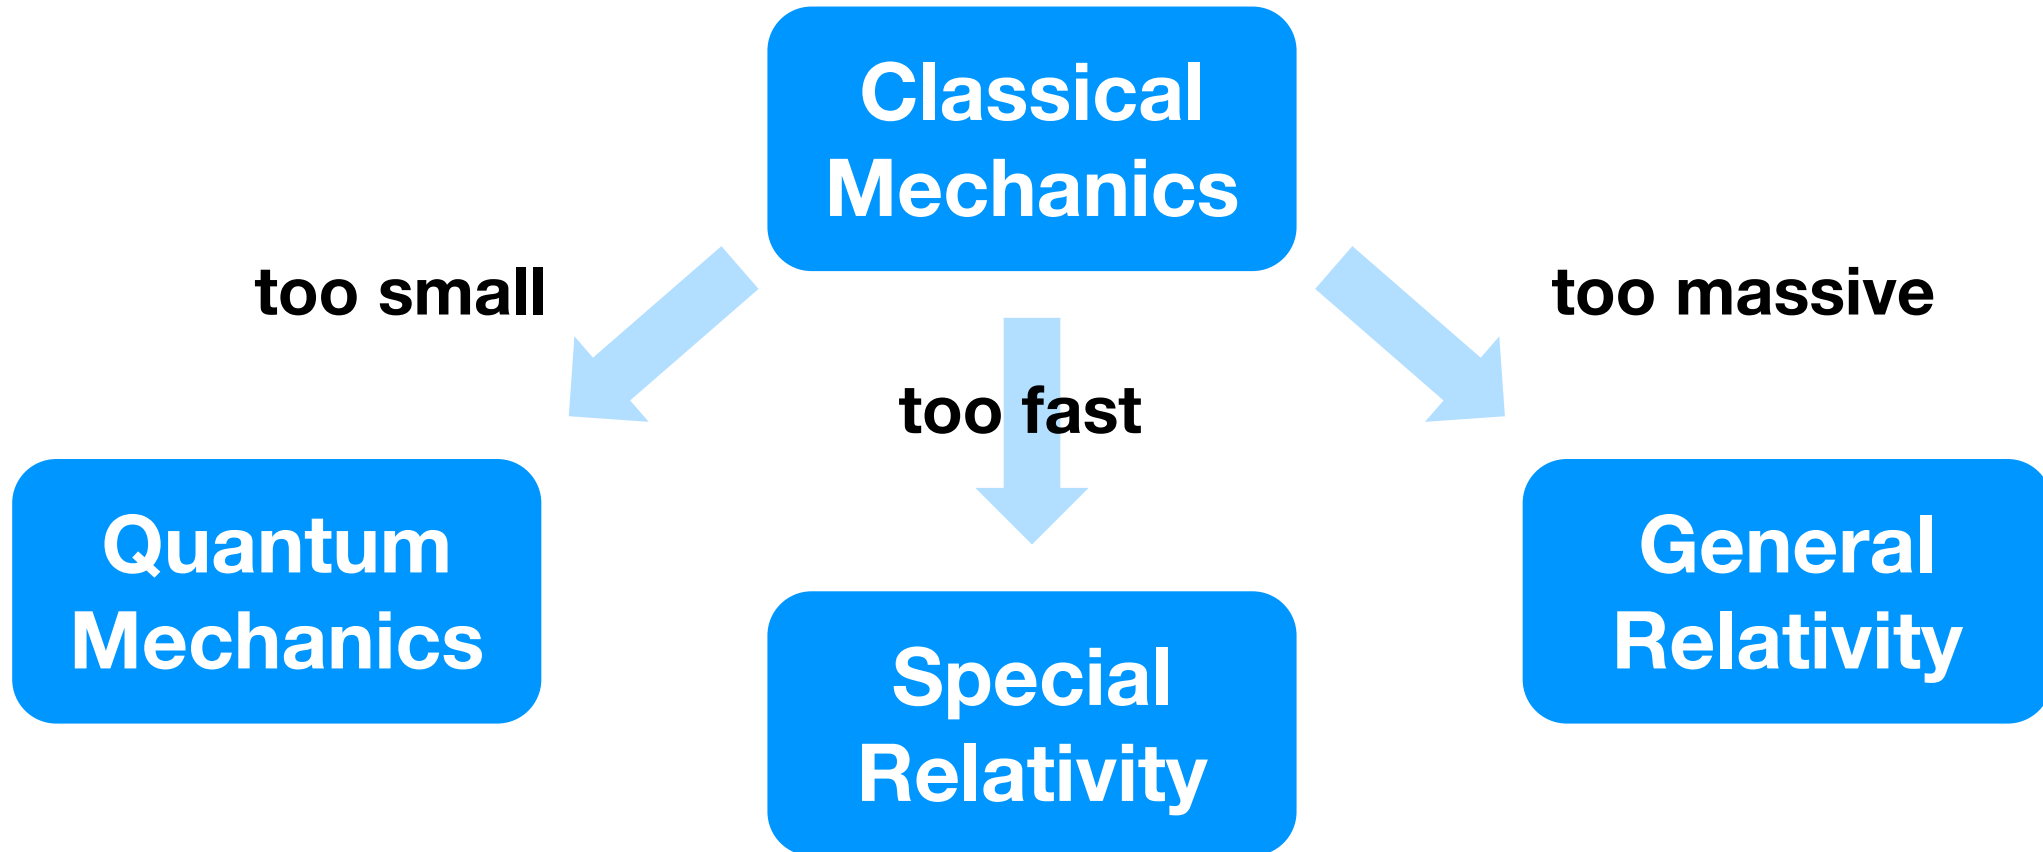 Classical
Mechanics
too small
too massive
too fast
Quantum
Mechanics
General
Relativity
Special
Relativity